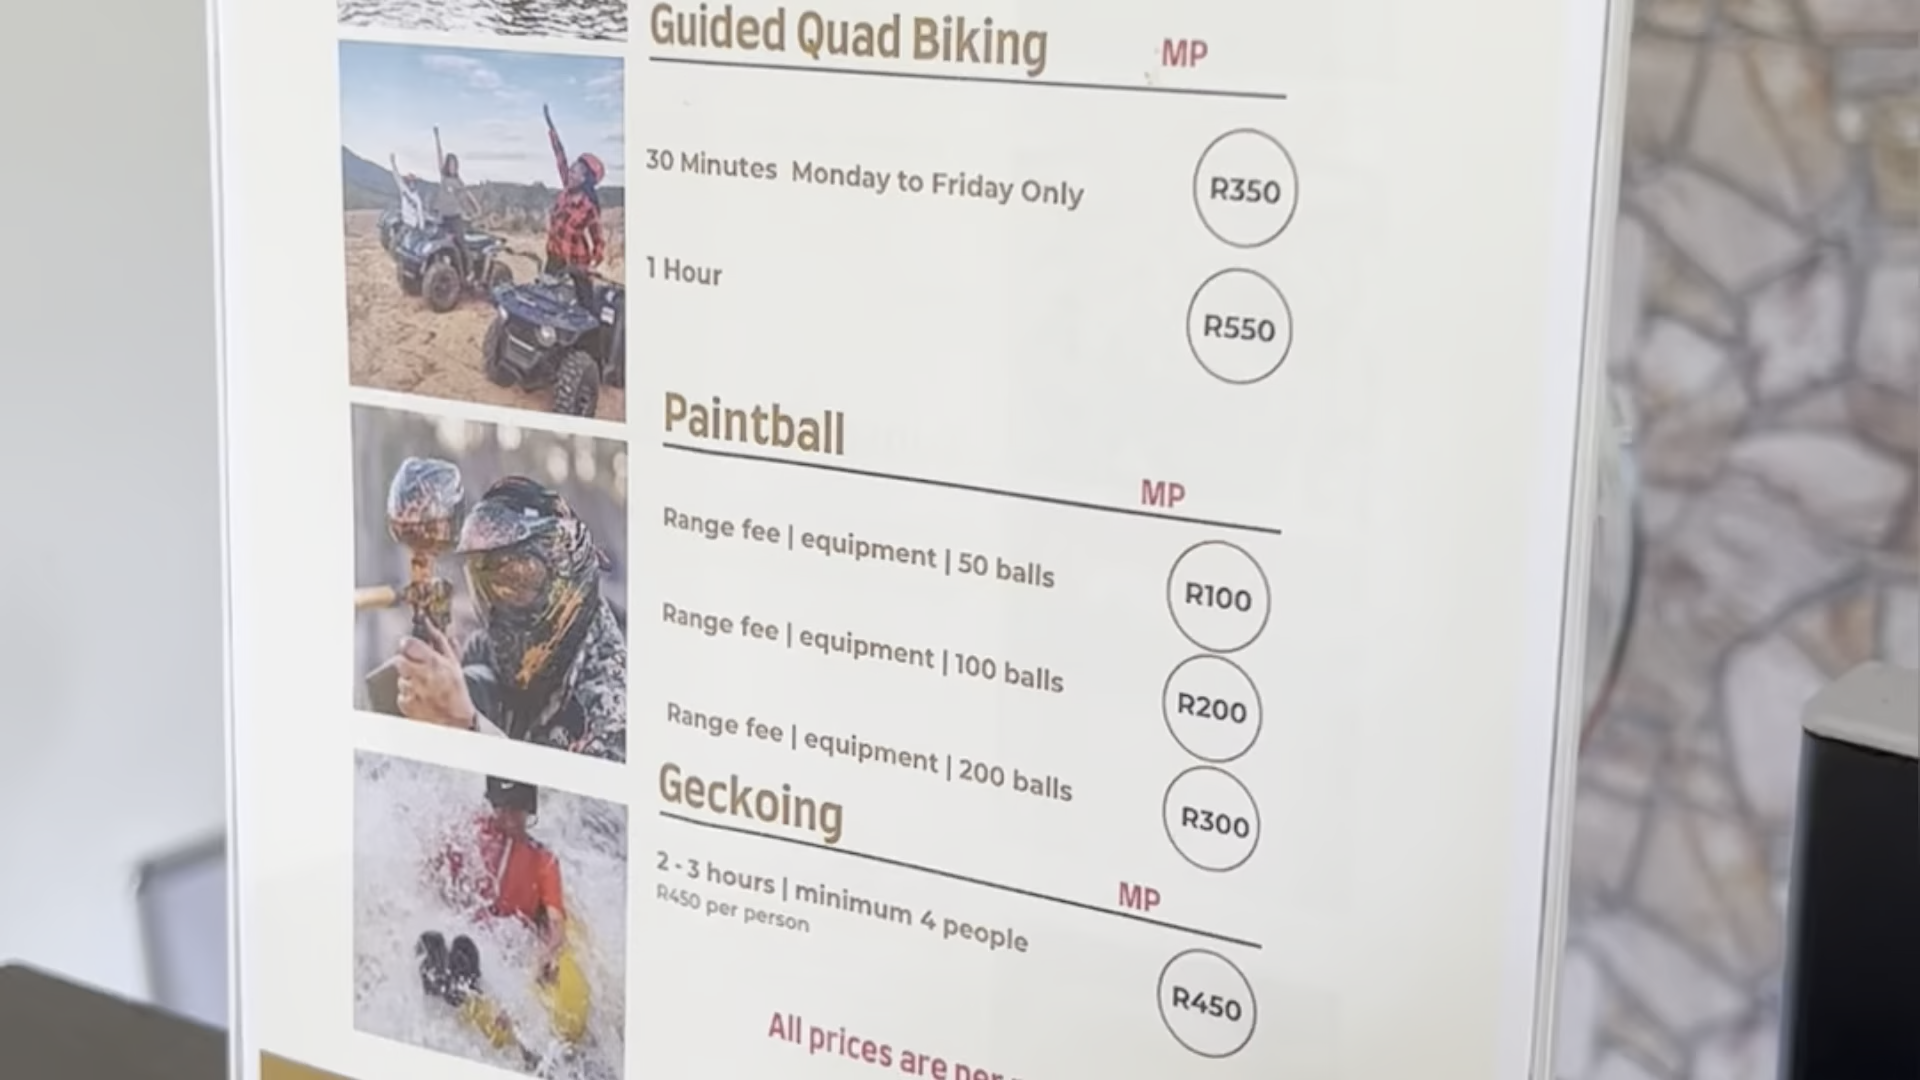 Guided Quad Biking MP
30 Minutes Monday to Friday Only R350
1 Hour R550
Paintball MP
Range fee | equipment | 50 balls R100
Range fee | equipment | 100 balls R200
Range fee | equipment | 200 balls R300
Geckoing MP
2 - 3 hours | minimum 4 people R450
R450 per person
All prices are per